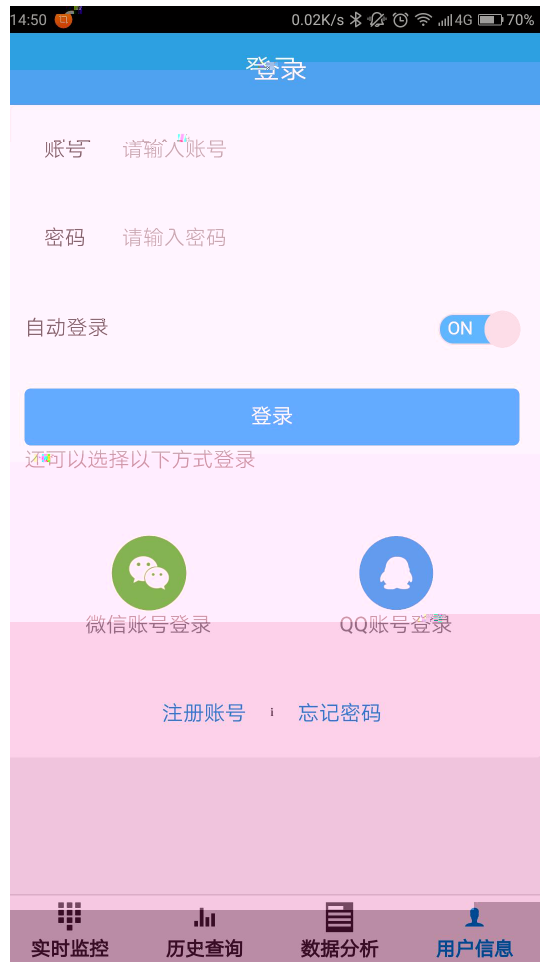 14:50 0.02K/s 4G 70%
登录
账号 请输入账号
密码 请输入密码
自动登录 ON
登录
还可以选择以下方式登录
微信账号登录 QQ账号登录
注册账号 忘记密码
实时监控 历史查询 数据分析 用户信息